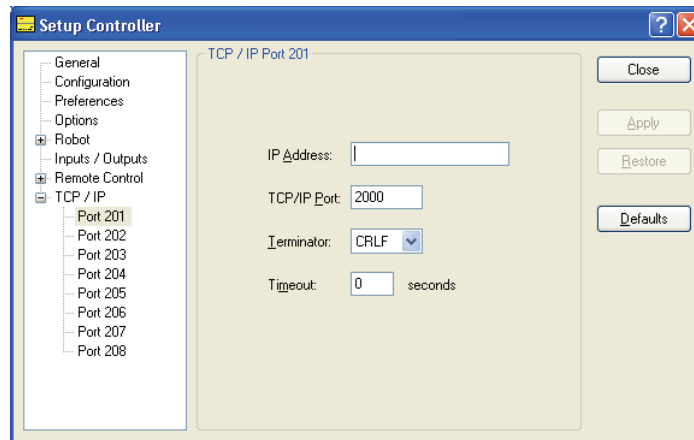 Setup Controller
General
Configuration
Preferences
Options
Robot
Inputs / Outputs
Remote Control
TCP / IP
Port 201
Port 202
Port 203
Port 204
Port 205
Port 206
Port 207
Port 208
TCP / IP Port 201
IP Address:
TCP/IP Port: 2000
Terminator: CRLF
Timeout: 0 seconds
Close
Apply
Restore
Defaults